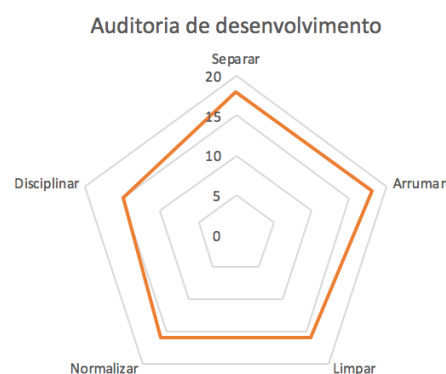 Auditoria de desenvolvimento
Separar
20
15
10
5
0
Disciplinar
Arrumar
Normalizar
Limpar